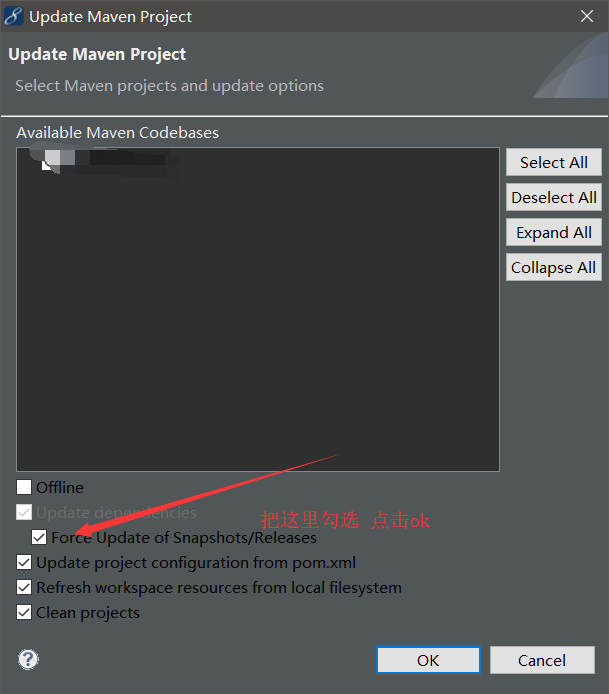 Update Maven Project
Update Maven Project
Select Maven projects and update options
Available Maven Codebases
Select All
Deselect All
Expand All
Collapse All
Offline
Update dependencies
把这里勾选 点击ok
Force Update of Snapshots/Releases
Update project configuration from pom.xml
Refresh workspace resources from local filesystem
Clean projects
?
OK
Cancel